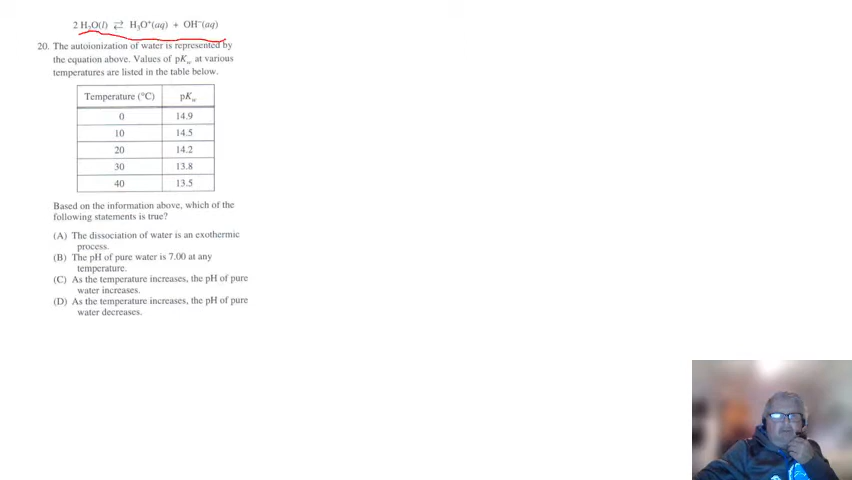 2 H₂O(l) ⇄ H₃O⁺(aq) + OH⁻(aq)
20. The autoionization of water is represented by
the equation above. Values of pKw at various
temperatures are listed in the table below.
Temperature (°C) pKw
0 14.9
10 14.5
20 14.2
30 13.8
40 13.5
Based on the information above, which of the
following statements is true?
(A) The dissociation of water is an exothermic
process.
(B) The pH of pure water is 7.00 at any
temperature.
(C) As the temperature increases, the pH of pure
water increases.
(D) As the temperature increases, the pH of pure
water decreases.